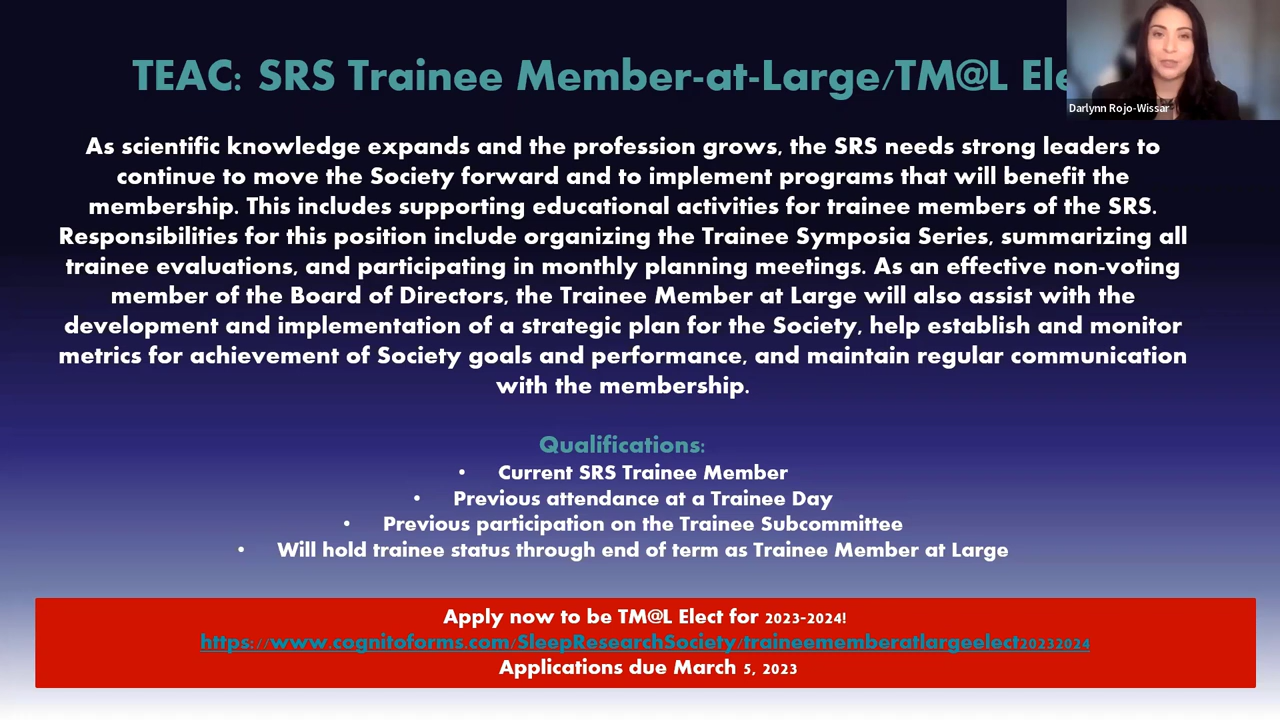 TEAC: SRS Trainee Member-at-Large/TM@L
Darlynn Rojo-Wissar
As scientific knowledge expands and the profession grows, the SRS needs strong leaders to
continue to move the Society forward and to implement programs that will benefit the
membership. This includes supporting educational activities for trainee members of the SRS.
Responsibilities for this position include organizing the Trainee Symposia Series, summarizing all
trainee evaluations, and participating in monthly planning meetings. As an effective non-voting
member of the Board of Directors, the Trainee Member at Large will also assist with the
development and implementation of a strategic plan for the Society, help establish and monitor
metrics for achievement of Society goals and performance, and maintain regular communication
with the membership.
Qualifications:
• Current SRS Trainee Member
• Previous attendance at a Trainee Day
• Previous participation on the Trainee Subcommittee
• Will hold trainee status through end of term as Trainee Member at Large
Apply now to be TM@L Elect for 2023-2024!
https://www.cognitoforms.com/SleepResearchSociety/traineememberatlargeelect20232024
Applications due March 5, 2023